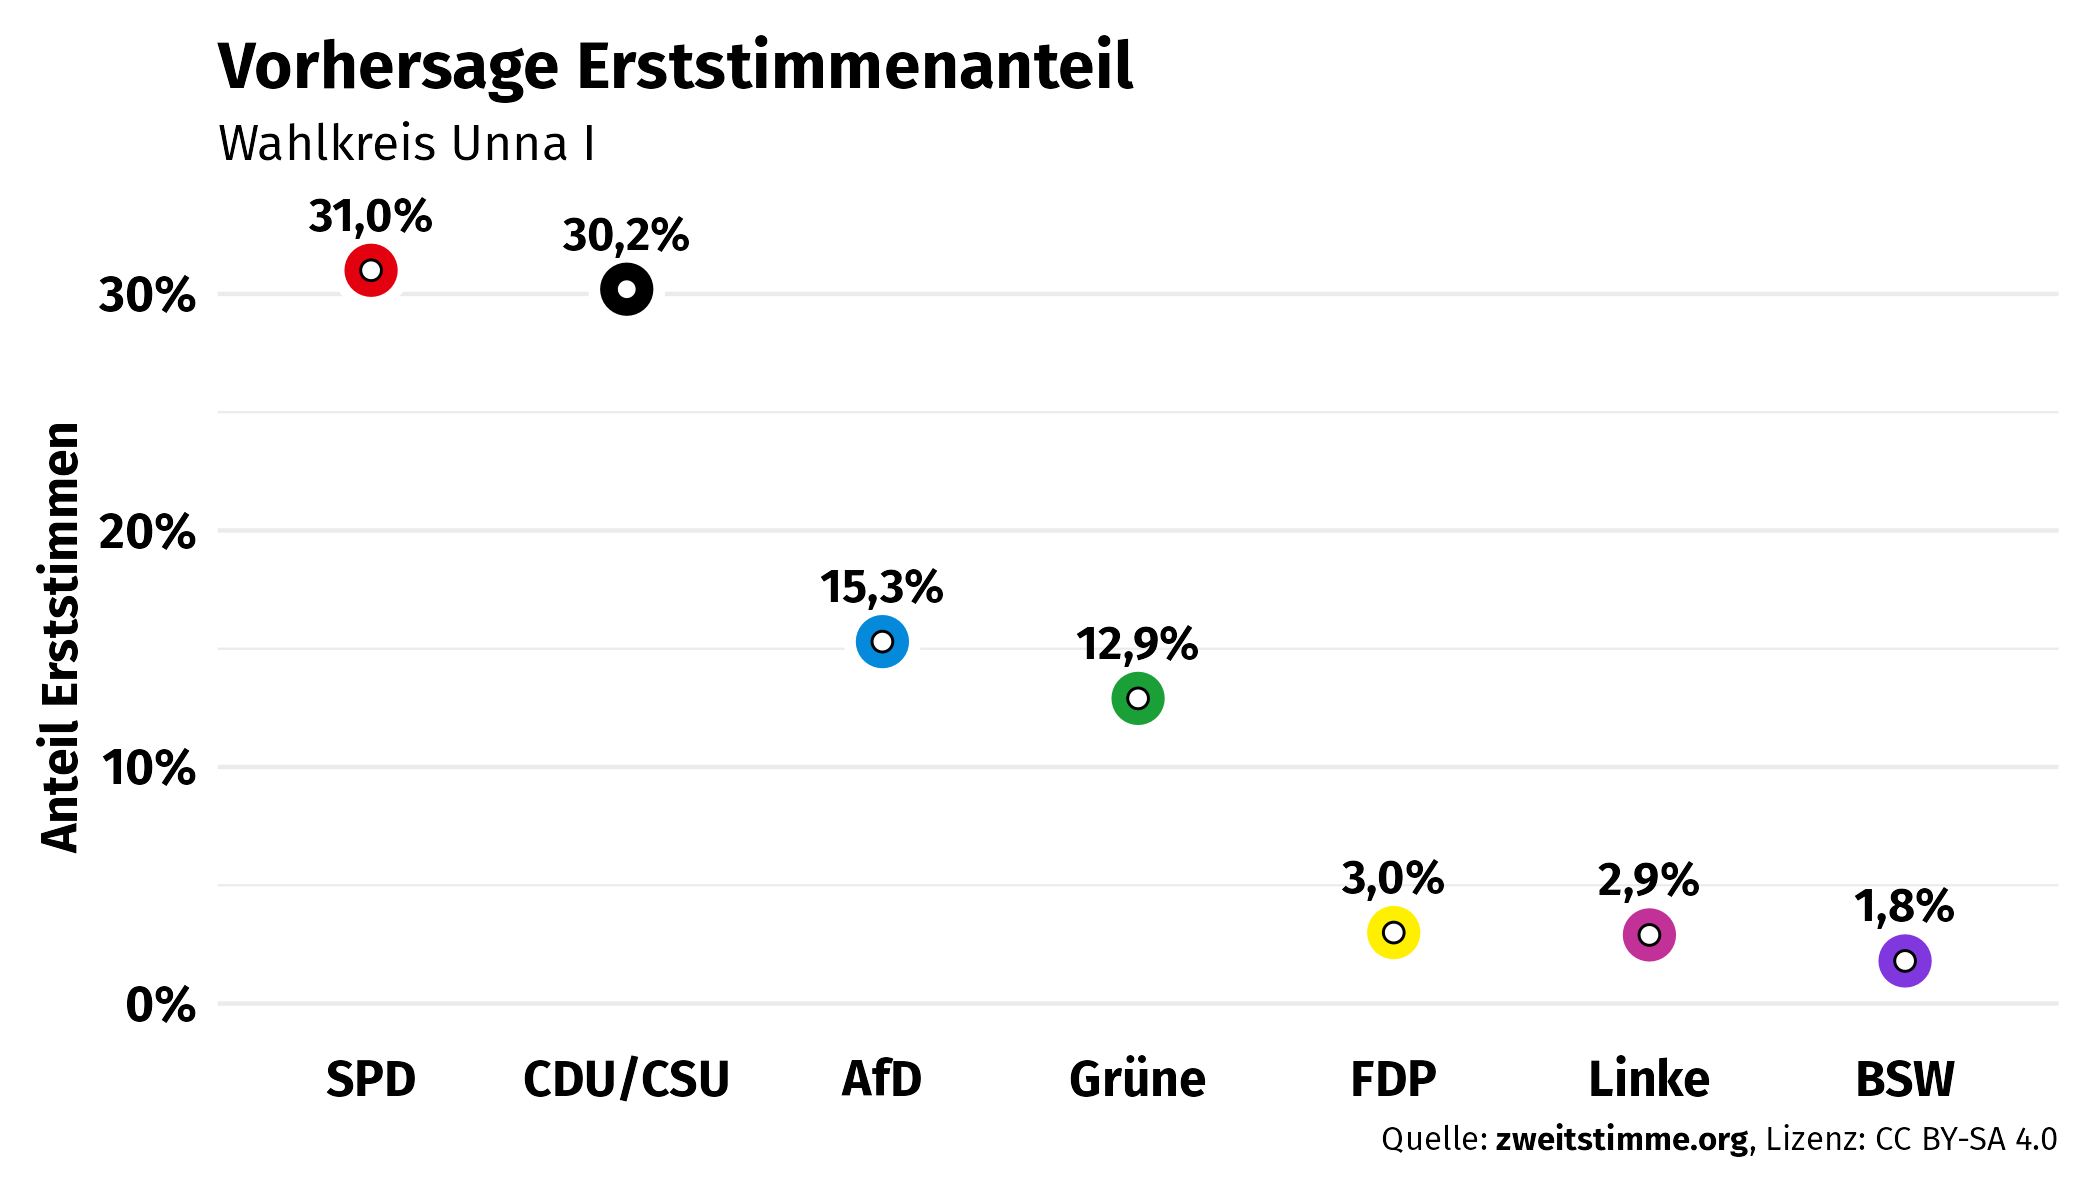 Vorhersage Erststimmenanteil
Wahlkreis Unna I
31,0%
30,2%
30%
20%
15,3%
12,9%
10%
3,0%
2,9%
1,8%
0%
Anteil Erststimmen
SPD CDU/CSU AfD Grüne FDP Linke BSW
Quelle: zweitstimme.org, Lizenz: CC BY-SA 4.0